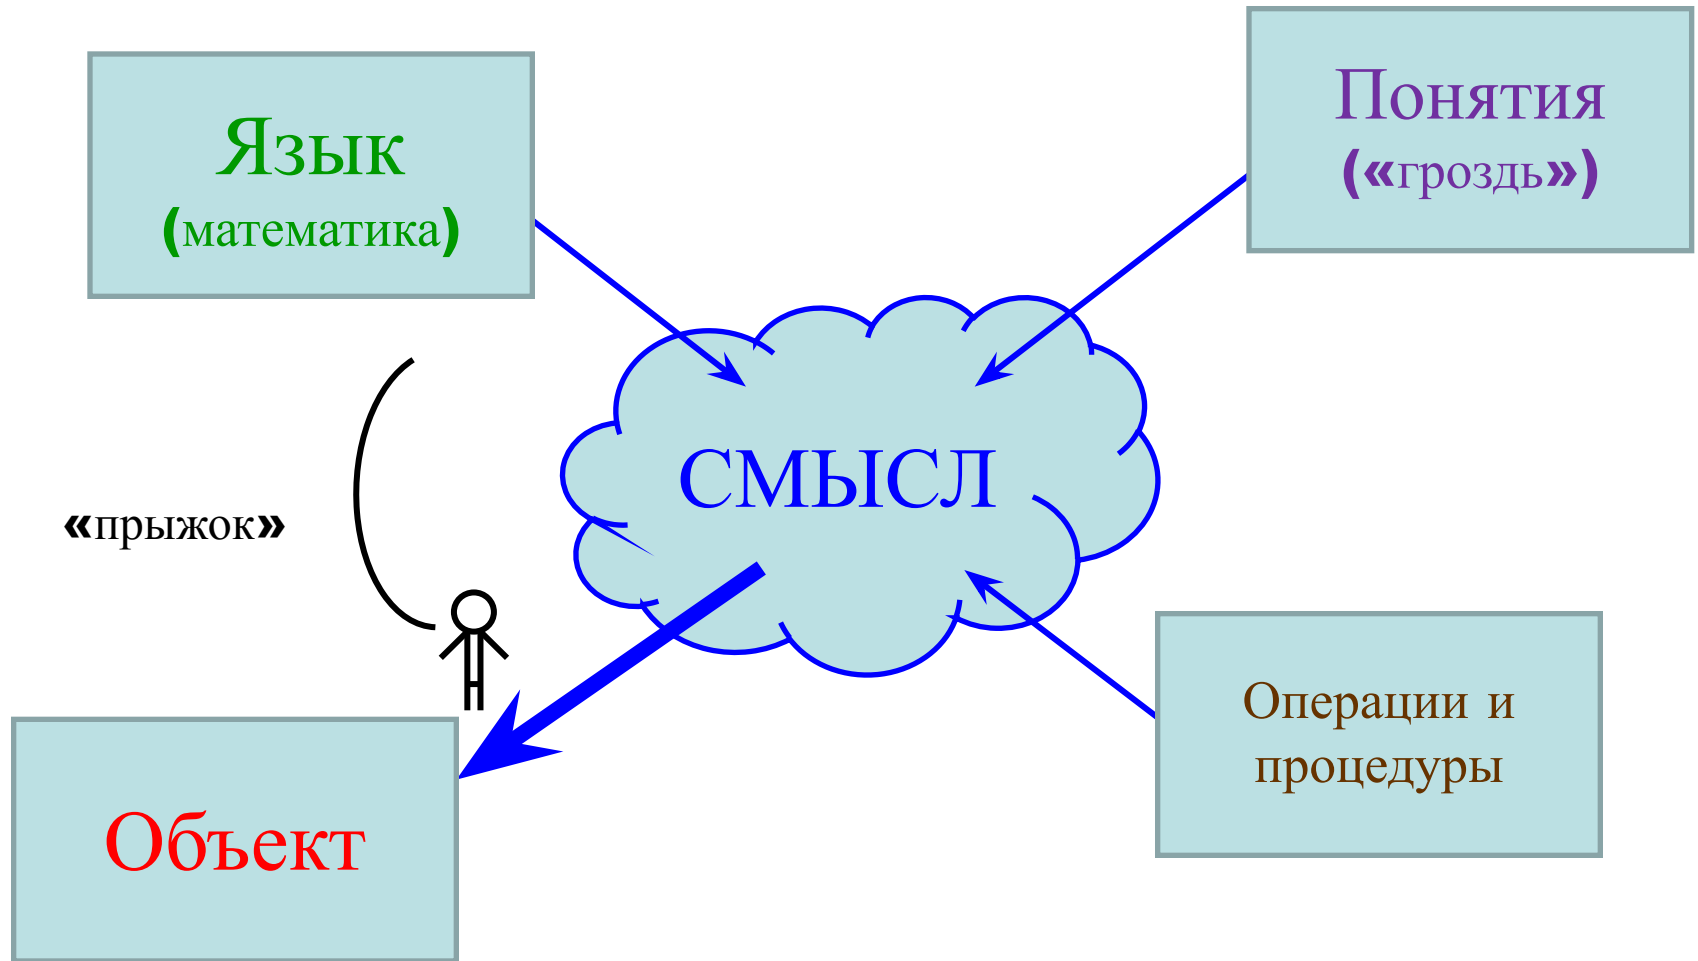 Язык
(математика)
Понятия
(«гроздь»)
СМЫСЛ
«прыжок»
Операции и
процедуры
Объект